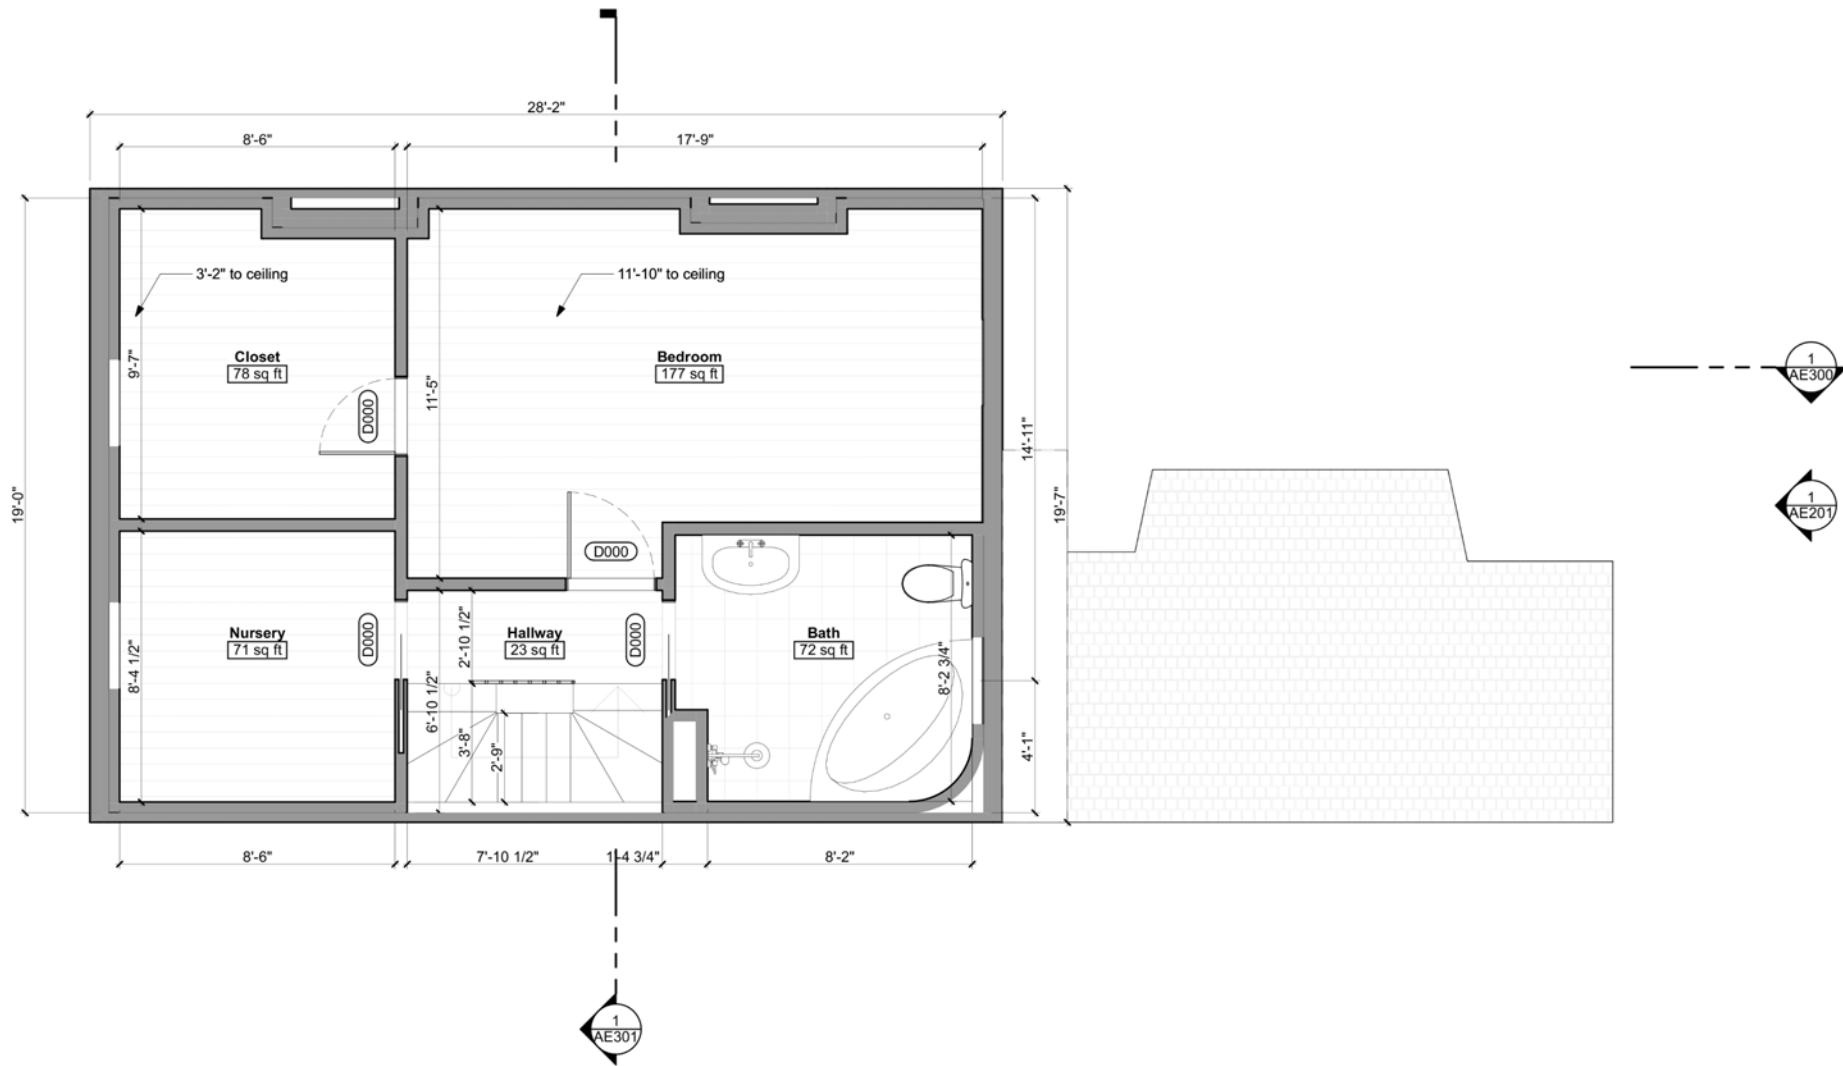 28'-2"
8'-6"
17'-9"
3'-2" to ceiling
11'-10" to ceiling
Closet
78 sq ft
9'-7"
D000
Bedroom
177 sq ft
11'-5"
14'-11"
19'-0"
19'-7"
1
AE300
1
AE201
D000
Nursery
71 sq ft
8'-4 1/2"
D000
Hallway
23 sq ft
2'-10 1/2"
D000
Bath
72 sq ft
8'-2 3/4"
6'-10 1/2"
3'-8"
2'-9"
4'-1"
8'-6"
7'-10 1/2"
1'-4 3/4"
8'-2"
1
AE301